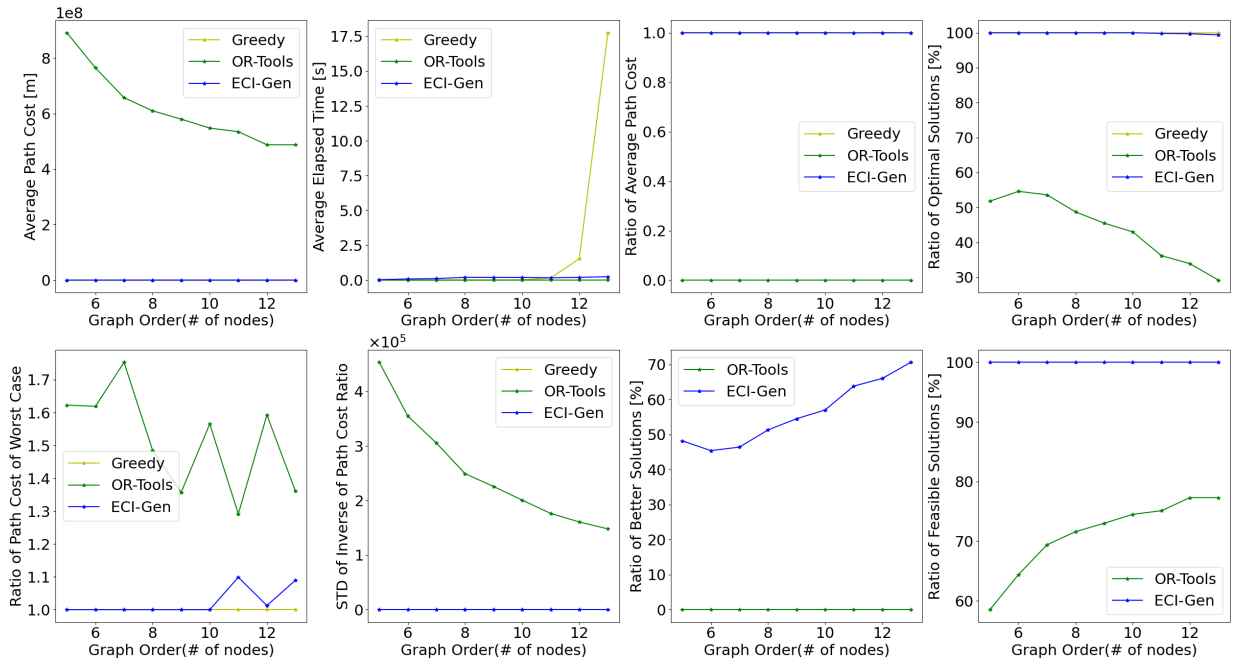 1e8
Average Path Cost [m]
8
6
4
2
0
6 8 10 12
Graph Order(# of nodes)
Greedy
OR-Tools
ECI-Gen
Average Elapsed Time [s]
17.5
15.0
12.5
10.0
7.5
5.0
2.5
0.0
6 8 10 12
Graph Order(# of nodes)
Greedy
OR-Tools
ECI-Gen
Ratio of Average Path Cost
1.0
0.8
0.6
0.4
0.2
0.0
6 8 10 12
Graph Order(# of nodes)
Greedy
OR-Tools
ECI-Gen
Ratio of Optimal Solutions [%]
100
90
80
70
60
50
40
30
6 8 10 12
Graph Order(# of nodes)
Greedy
OR-Tools
ECI-Gen
Ratio of Path Cost of Worst Case
1.7
1.6
1.5
1.4
1.3
1.2
1.1
1.0
6 8 10 12
Graph Order(# of nodes)
Greedy
OR-Tools
ECI-Gen
×10⁵
STD of Inverse of Path Cost Ratio
4
3
2
1
0
6 8 10 12
Graph Order(# of nodes)
Greedy
OR-Tools
ECI-Gen
Ratio of Better Solutions [%]
70
60
50
40
30
20
10
0
6 8 10 12
Graph Order(# of nodes)
OR-Tools
ECI-Gen
Ratio of Feasible Solutions [%]
100
90
80
70
60
6 8 10 12
Graph Order(# of nodes)
OR-Tools
ECI-Gen